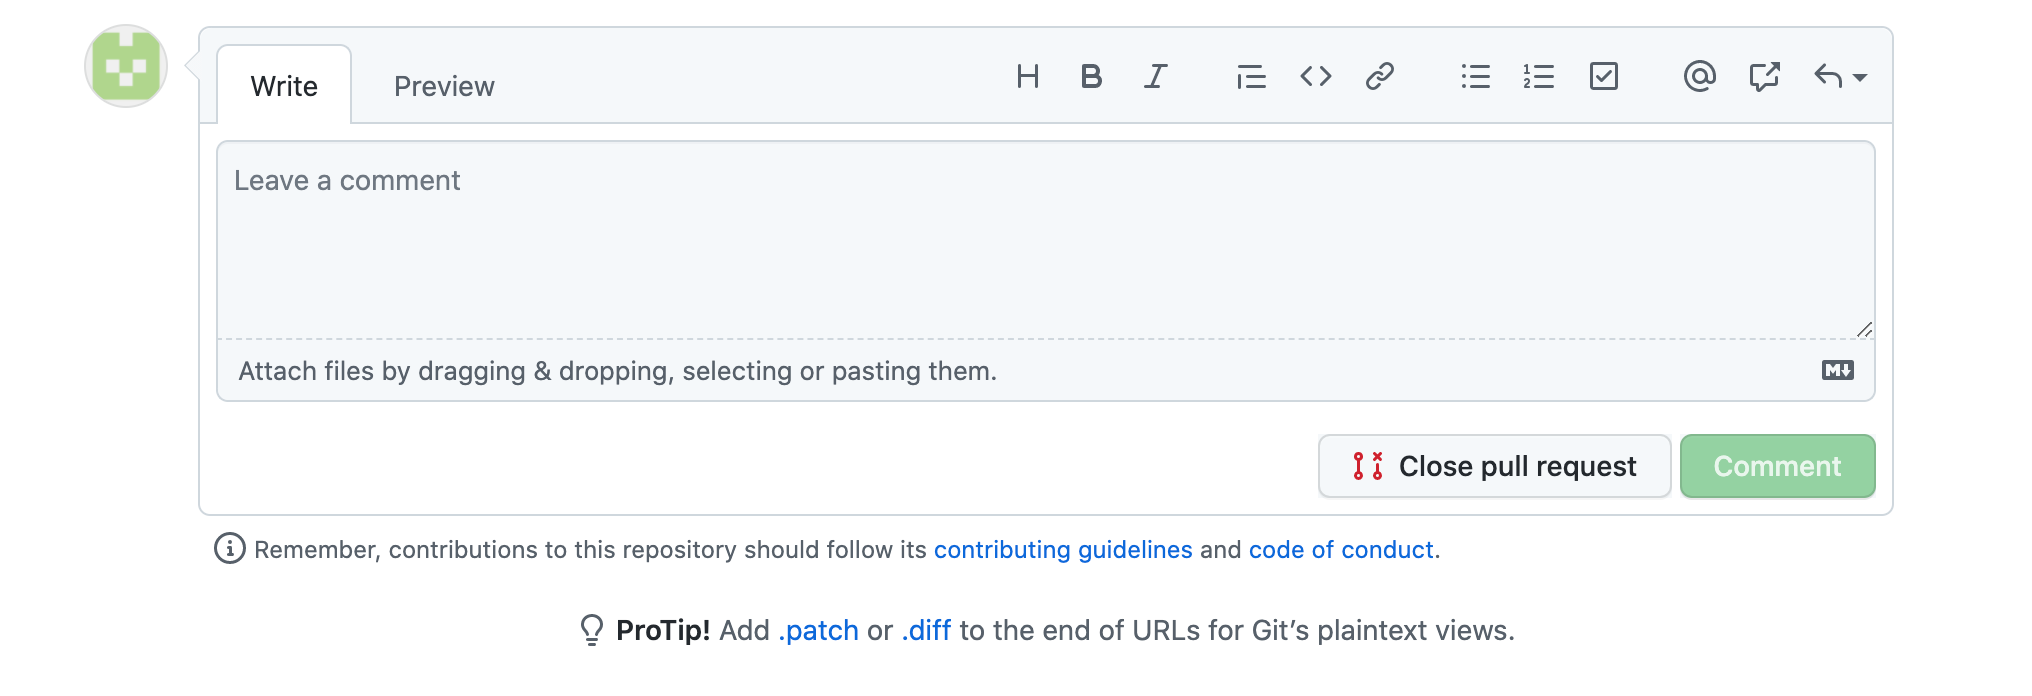 Write Preview
Leave a comment
Attach files by dragging & dropping, selecting or pasting them.
Close pull request Comment
Remember, contributions to this repository should follow its contributing guidelines and code of conduct.
ProTip! Add .patch or .diff to the end of URLs for Git’s plaintext views.